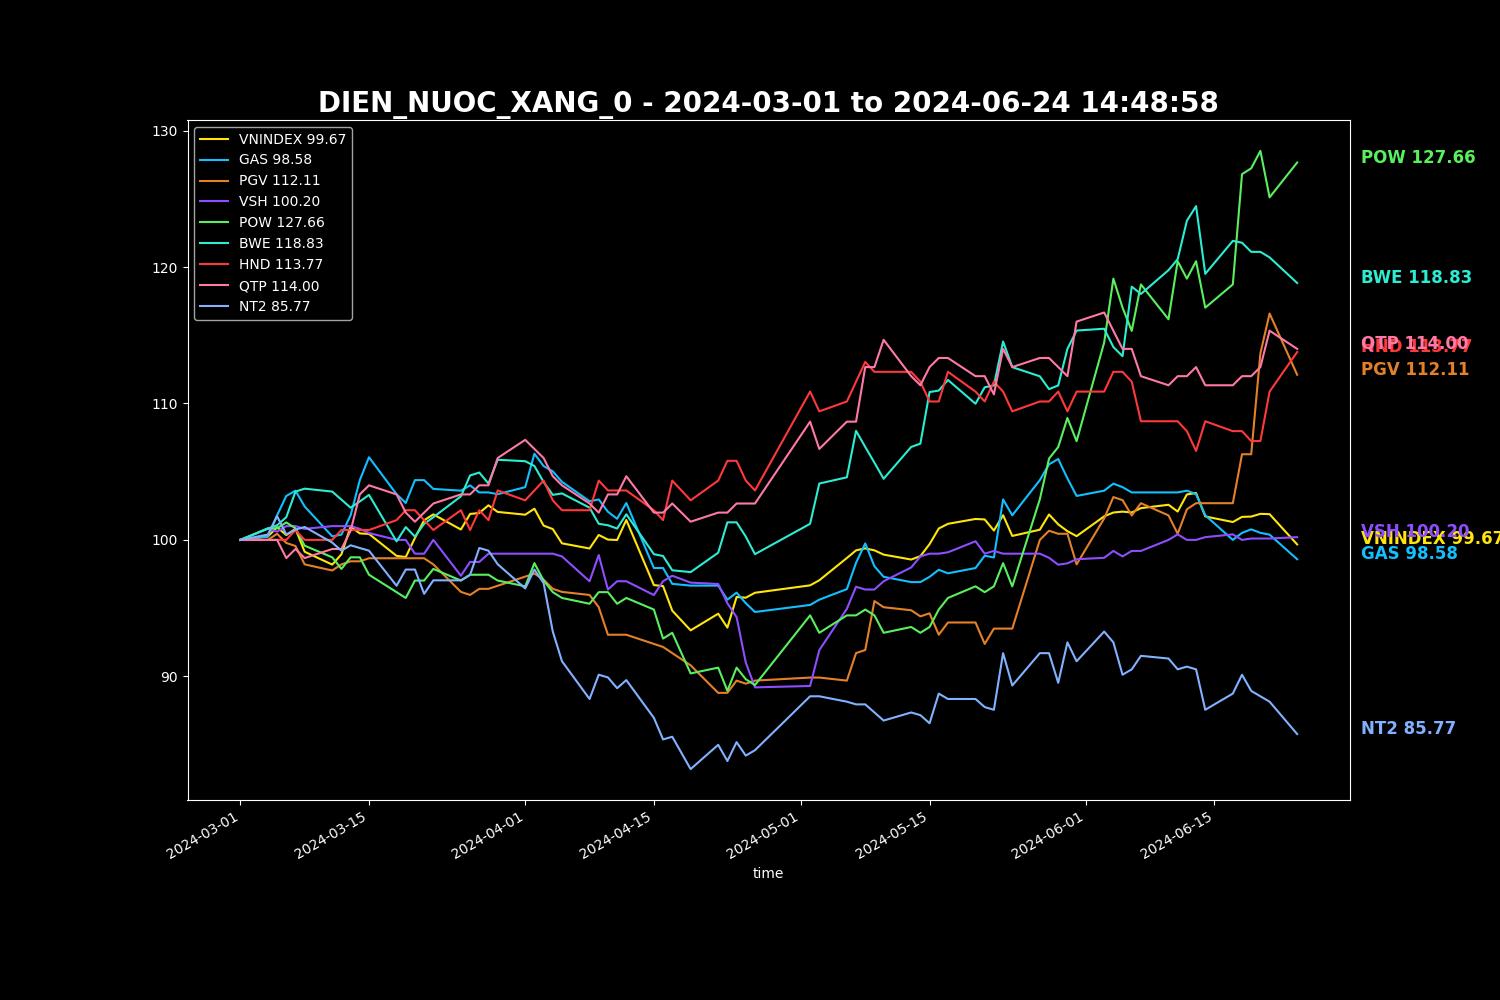 DIEN_NUOC_XANG_0 - 2024-03-01 to 2024-06-24 14:48:58
130
120
110
100
90
VNINDEX 99.67
GAS 98.58
PGV 112.11
VSH 100.20
POW 127.66
BWE 118.83
HND 113.77
QTP 114.00
NT2 85.77
POW 127.66
BWE 118.83
QTP 114.00
HND 113.77
PGV 112.11
VSH 100.20
VNINDEX 99.67
GAS 98.58
NT2 85.77
2024-03-01
2024-03-15
2024-04-01
2024-04-15
2024-05-01
2024-05-15
2024-06-01
2024-06-15
time